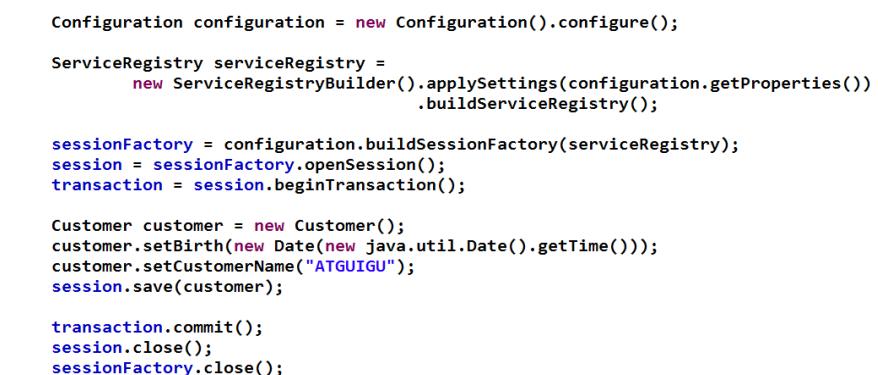 Configuration configuration = new Configuration().configure();
ServiceRegistry serviceRegistry =
new ServiceRegistryBuilder().applySettings(configuration.getProperties())
.buildServiceRegistry();
sessionFactory = configuration.buildSessionFactory(serviceRegistry);
session = sessionFactory.openSession();
transaction = session.beginTransaction();
Customer customer = new Customer();
customer.setBirth(new Date(new java.util.Date().getTime()));
customer.setCustomerName("ATGUIGU");
session.save(customer);
transaction.commit();
session.close();
sessionFactory.close();